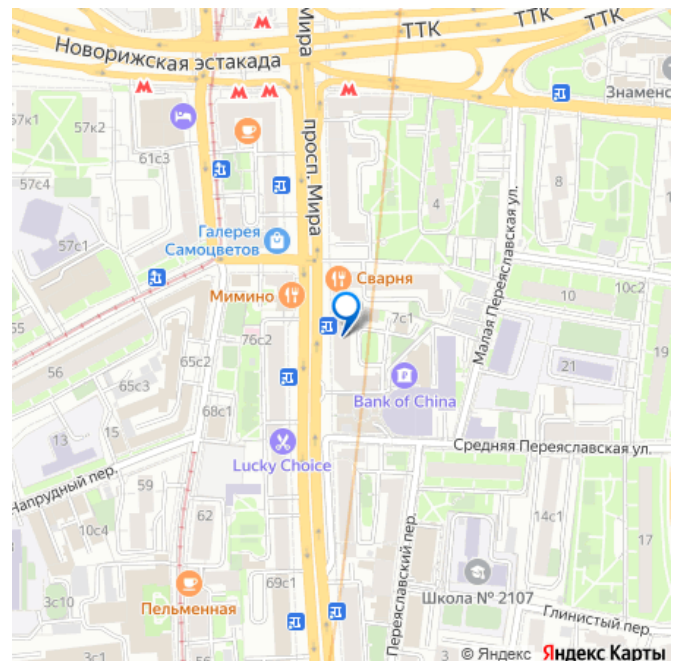 ТТК
ТТК
ТТК
Мира
Новорижская эстакада
Знаменс
57к1
57к2
61с3
просп. Мира
57с4
4
8
Малая Переяславская ул.
Галерея
Самоцветов
57с1
Сварня
Мимино
10
10с2
7с1
55
76с2
65с2
56
65с3
21
19
Bank of China
68с1
13
15
Средняя Переяславская ул.
Lucky Choice
Напрудный пер.
59
62
10с4
14с1
17
Переяславский пер.
69с1
Школа № 2107
3с10
Пельменная
Глинистый пер.
3с1
© Яндекс Яндекс Карты